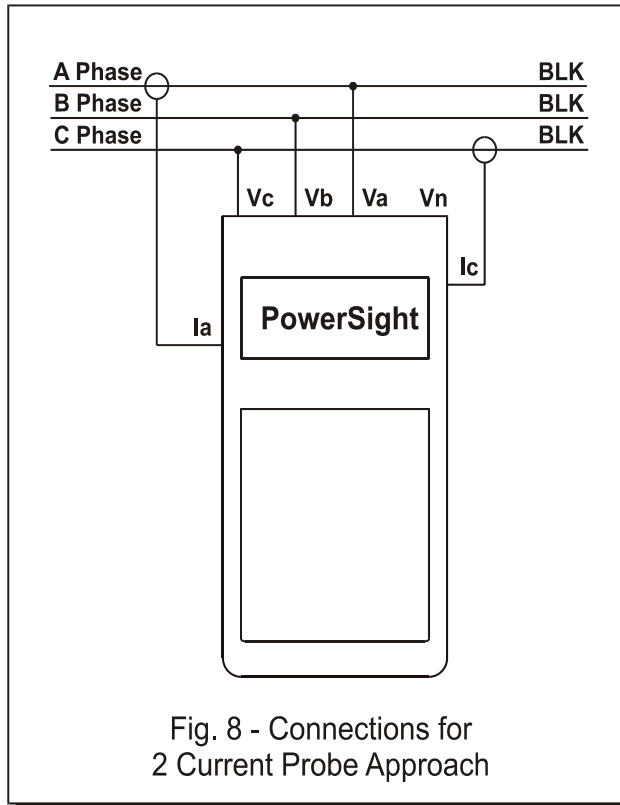 A Phase BLK
B Phase BLK
C Phase BLK
Vc Vb Va Vn
Ic
PowerSight
Ia
Fig. 8 - Connections for
2 Current Probe Approach